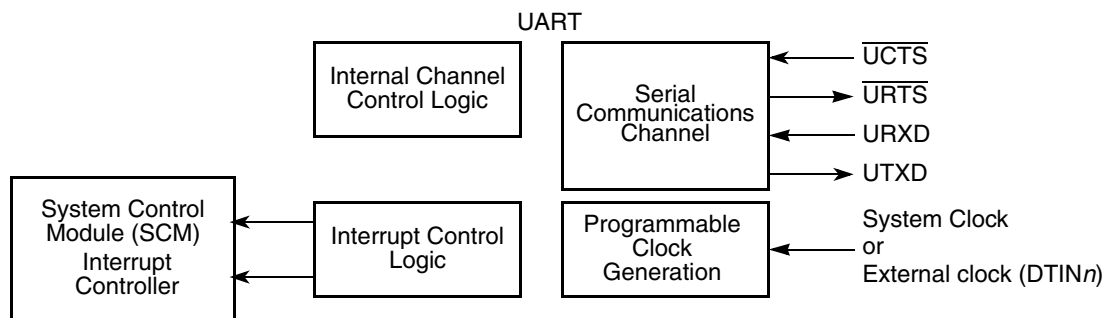 UART
Internal Channel
Control Logic
Serial
Communications
Channel
UCTS
URTS
URXD
UTXD
System Control
Module (SCM)
Interrupt
Controller
Interrupt Control
Logic
Programmable
Clock
Generation
System Clock
or
External clock (DTINn)